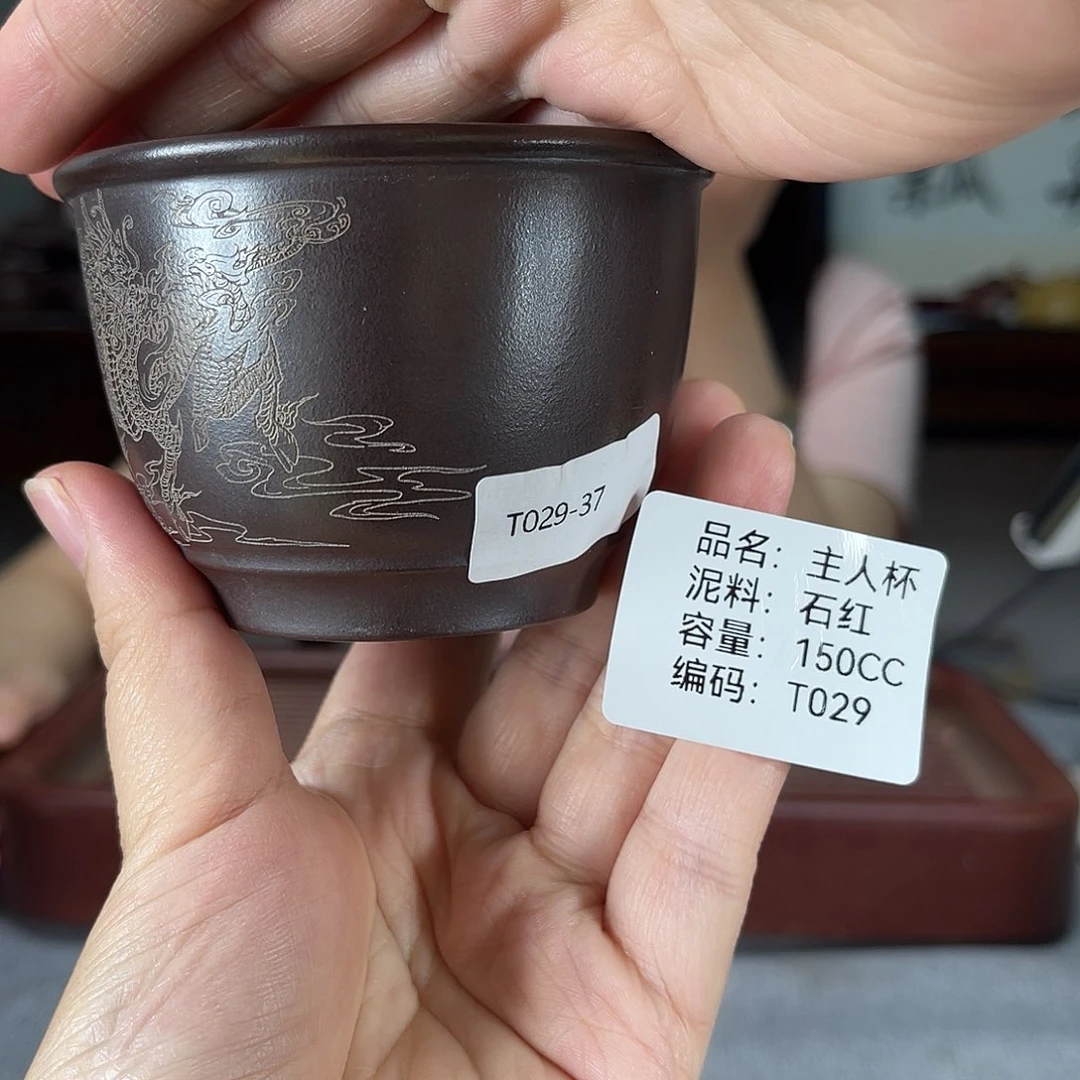 T029-37
品名: 主人杯
泥料: 石红
容量: 150CC
编码: T029